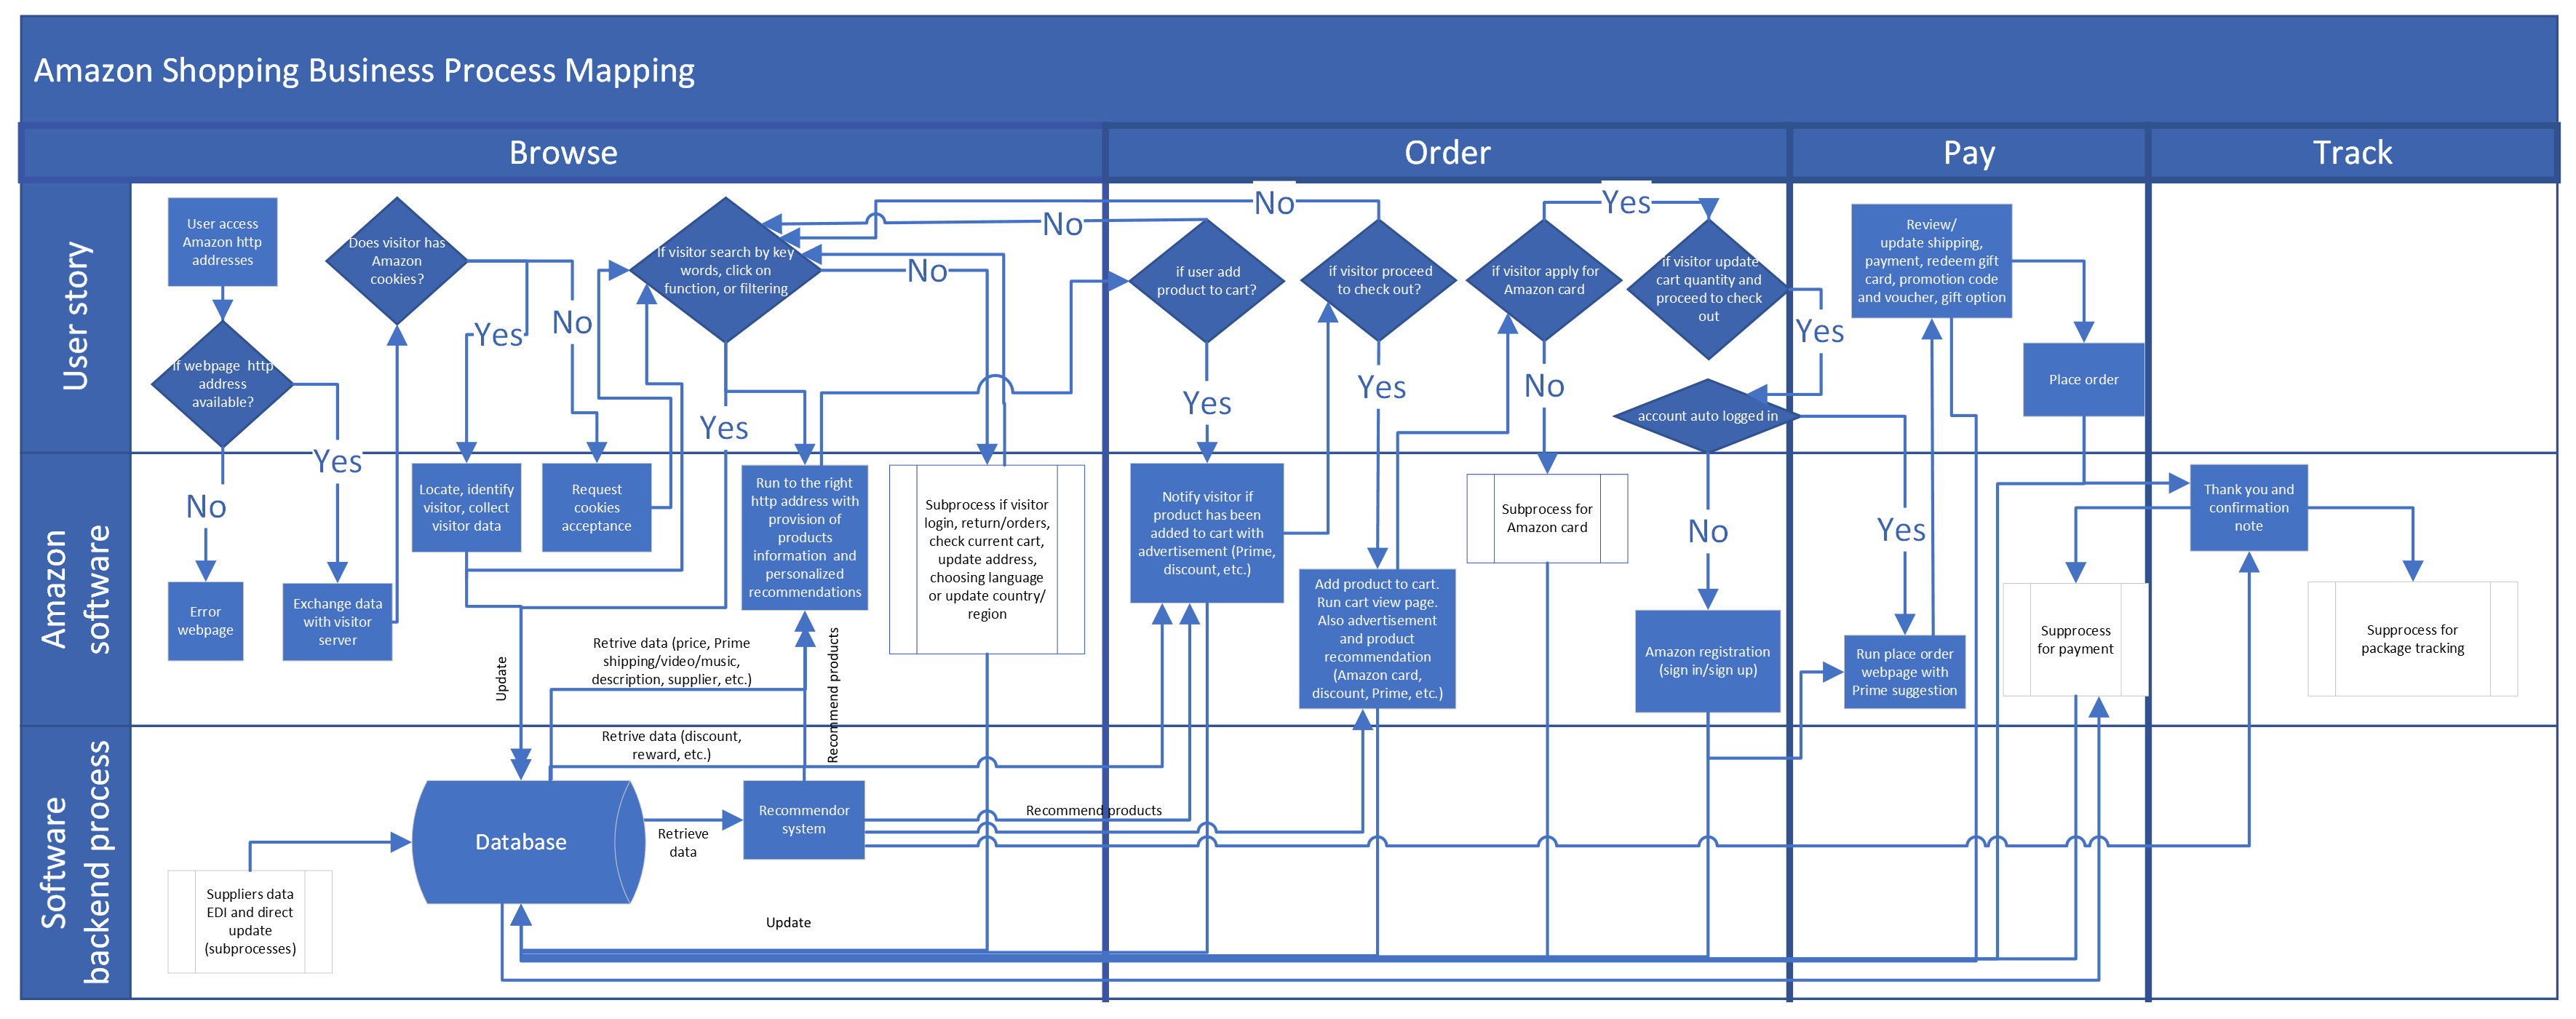 Amazon Shopping Business Process Mapping
Browse
Order
Pay
Track
User story
User access
Amazon http
addresses
if webpage http
address
available?
Yes
No
Does visitor has
Amazon
cookies?
Yes
No
If visitor search by key
words, click on
function, or filtering
No
Yes
No
No
if user add
product to cart?
Yes
if visitor proceed
to check out?
Yes
if visitor apply for
Amazon card
Yes
No
if visitor update
cart quantity and
proceed to check
out
Yes
account auto logged in
Review/
update shipping,
payment, redeem gift
card, promotion code
and voucher, gift option
Place order
Amazon
software
Error
webpage
Exchange data
with visitor
server
Locate, identify
visitor, collect
visitor data
Request
cookies
acceptance
Run to the right
http address with
provision of
products
information and
personalized
recommendations
Subprocess if visitor
login, return/orders,
check current cart,
update address,
choosing language
or update country/
region
Notify visitor if
product has been
added to cart with
advertisement (Prime,
discount, etc.)
Add product to cart.
Run cart view page.
Also advertisement
and product
recommendation
(Amazon card,
discount, Prime, etc.)
Subprocess for
Amazon card
No
Amazon registration
(sign in/sign up)
Yes
Run place order
webpage with
Prime suggestion
Thank you and
confirmation
note
Supprocess
for payment
Supprocess for
package tracking
Update
Retrive data (price, Prime
shipping/video/music,
description, supplier, etc.)
Recommend products
Software
backend process
Retrive data (discount,
reward, etc.)
Suppliers data
EDI and direct
update
(subprocesses)
Database
Retrieve
data
Recommendor
system
Recommend products
Update